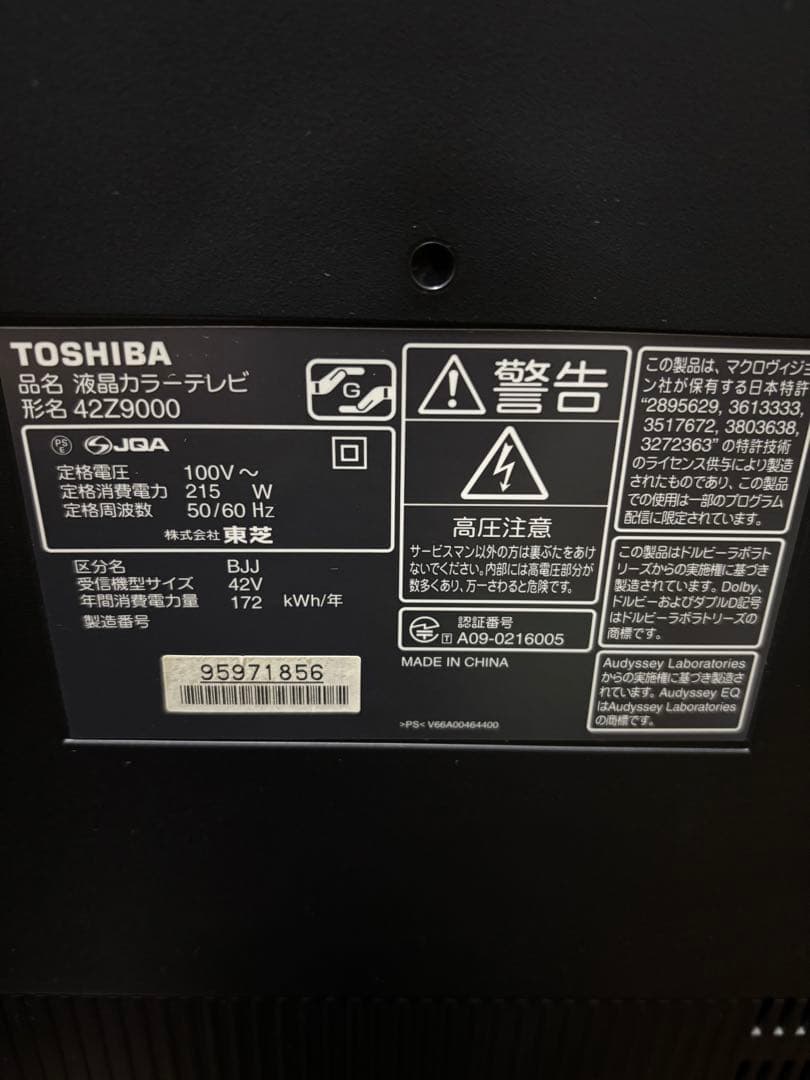 TOSHIBA
品名 液晶カラーテレビ
形名 42Z9000
G
PS
E
JQA
定格電圧 100V～
定格消費電力 215 W
定格周波数 50/60 Hz
株式会社 東芝
区分名 BJJ
受信機型サイズ 42V
年間消費電力量 172 kWh/年
製造番号
95971856
警告
高圧注意
サービスマン以外の方は裏ぶたをあけ
ないでください。内部には高電圧部分が
数多くあり、万一さわると危険です。
認証番号
T A09-0216005
MADE IN CHINA
>PS< V66A00464400
この製品は、マクロヴィジョ
ン社が保有する日本特許
“2895629, 3613333
3517672, 3803638,
3272363”の特許技術
のライセンス供与により製造
されたものであり、この製品
での使用は一部のプログラム
配信に限定されています。
この製品はドルビーラボラト
リーズからの実施権に基づき
製造されています。Dolby、
ドルビーおよびダブルD記号
はドルビーラボラトリーズの
商標です。
Audyssey Laboratories
からの実施権に基づき製造さ
れています。Audyssey EQ
はAudyssey Laboratories
の商標です。